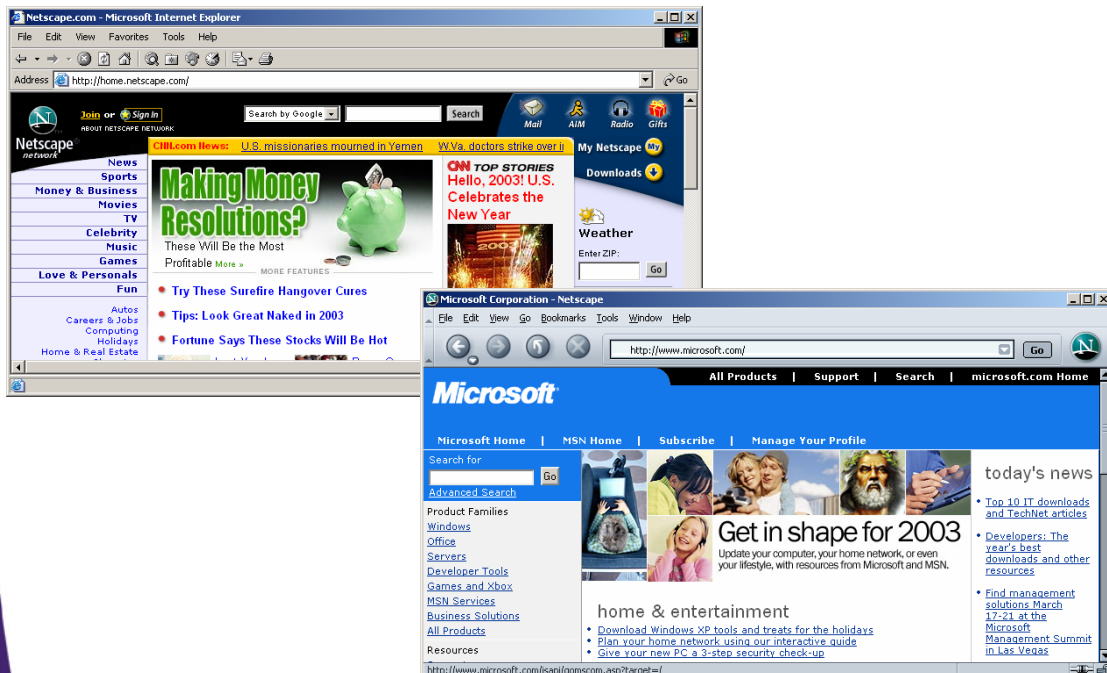 Netscape.com - Microsoft Internet Explorer
File Edit View Favorites Tools Help
Address http://home.netscape.com/ Go
Join or Sign In
ABOUT NETSCAPE NETWORK
Search by Google Search
Mail AIM Radio Gifts
Netscape®
network
CNN.com News: U.S. missionaries mourned in Yemen W.Va. doctors strike over i
My Netscape My
Downloads
News
Sports
Money & Business
Movies
TV
Celebrity
Music
Games
Love & Personals
Fun
Autos
Careers & Jobs
Computing
Holidays
Home & Real Estate
Making Money
Resolutions?
These Will Be the Most
Profitable More »
MORE FEATURES
Try These Surefire Hangover Cures
Tips: Look Great Naked in 2003
Fortune Says These Stocks Will Be Hot
CNN TOP STORIES
Hello, 2003! U.S.
Celebrates the
New Year
2003
Weather
Enter ZIP:
Go
Microsoft Corporation - Netscape
File Edit View Go Bookmarks Tools Window Help
http://www.microsoft.com/ Go N
All Products | Support | Search | microsoft.com Home
Microsoft
Microsoft Home | MSN Home | Subscribe | Manage Your Profile
Search for
Go
Advanced Search
Product Families
Windows
Office
Servers
Developer Tools
Games and Xbox
MSN Services
Business Solutions
All Products
Resources
Get in shape for 2003
Update your computer, your home network, or even
your lifestyle, with resources from Microsoft and MSN.
home & entertainment
Download Windows XP tools and treats for the holidays
Plan your home network using our interactive guide
Give your new PC a 3-step security check-up
today's news
Top 10 IT downloads
and TechNet articles
Developers: The
year's best
downloads and other
resources
Find management
solutions March
17-21 at the
Microsoft
Management Summit
in Las Vegas
http://www.microsoft.com/isapi/gomscom.asp?target=/